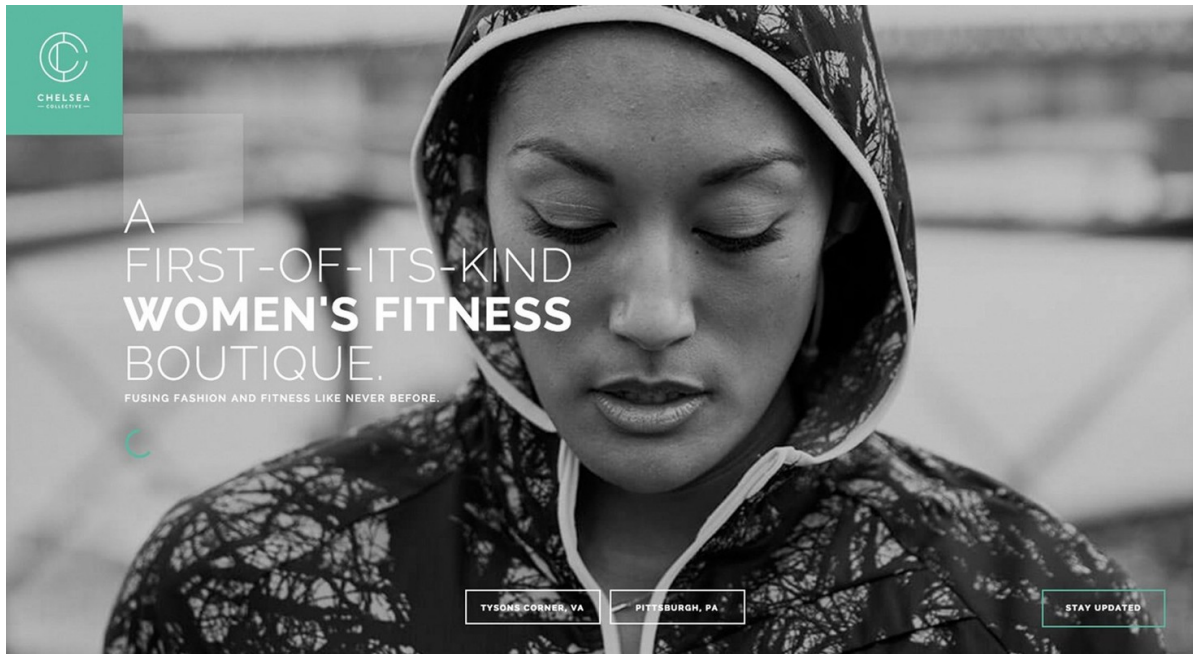 CHELSEA
COLLECTIVE
A
FIRST-OF-ITS-KIND
WOMEN'S FITNESS
BOUTIQUE.
FUSING FASHION AND FITNESS LIKE NEVER BEFORE.
TYSONS CORNER, VA
PITTSBURGH, PA
STAY UPDATED